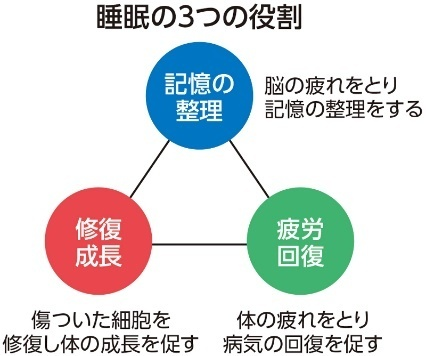 睡眠の3つの役割
記憶の
整理
脳の疲れをとり
記憶の整理をする
修復
成長
疲労
回復
傷ついた細胞を
修復し体の成長を促す
体の疲れをとり
病気の回復を促す